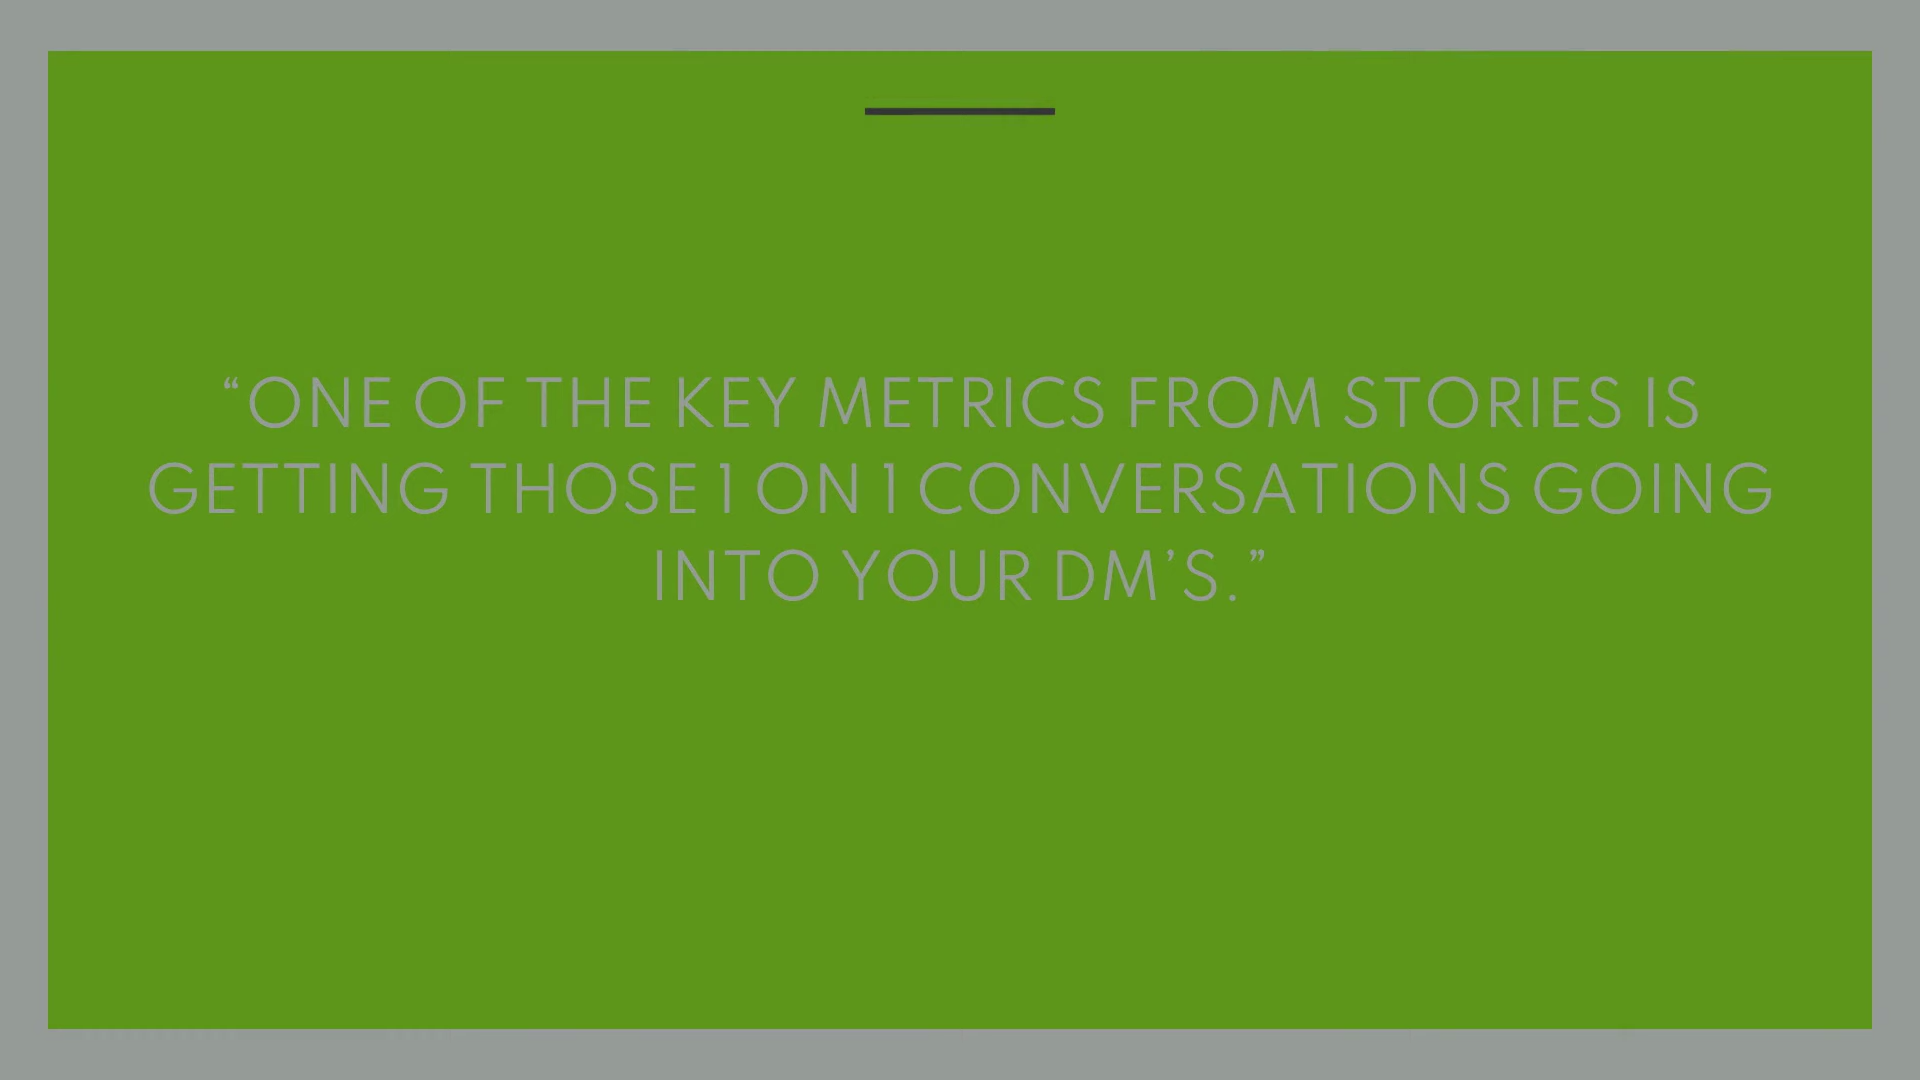 “ONE OF THE KEY METRICS FROM STORIES IS
GETTING THOSE 1 ON 1 CONVERSATIONS GOING
INTO YOUR DM’S.”